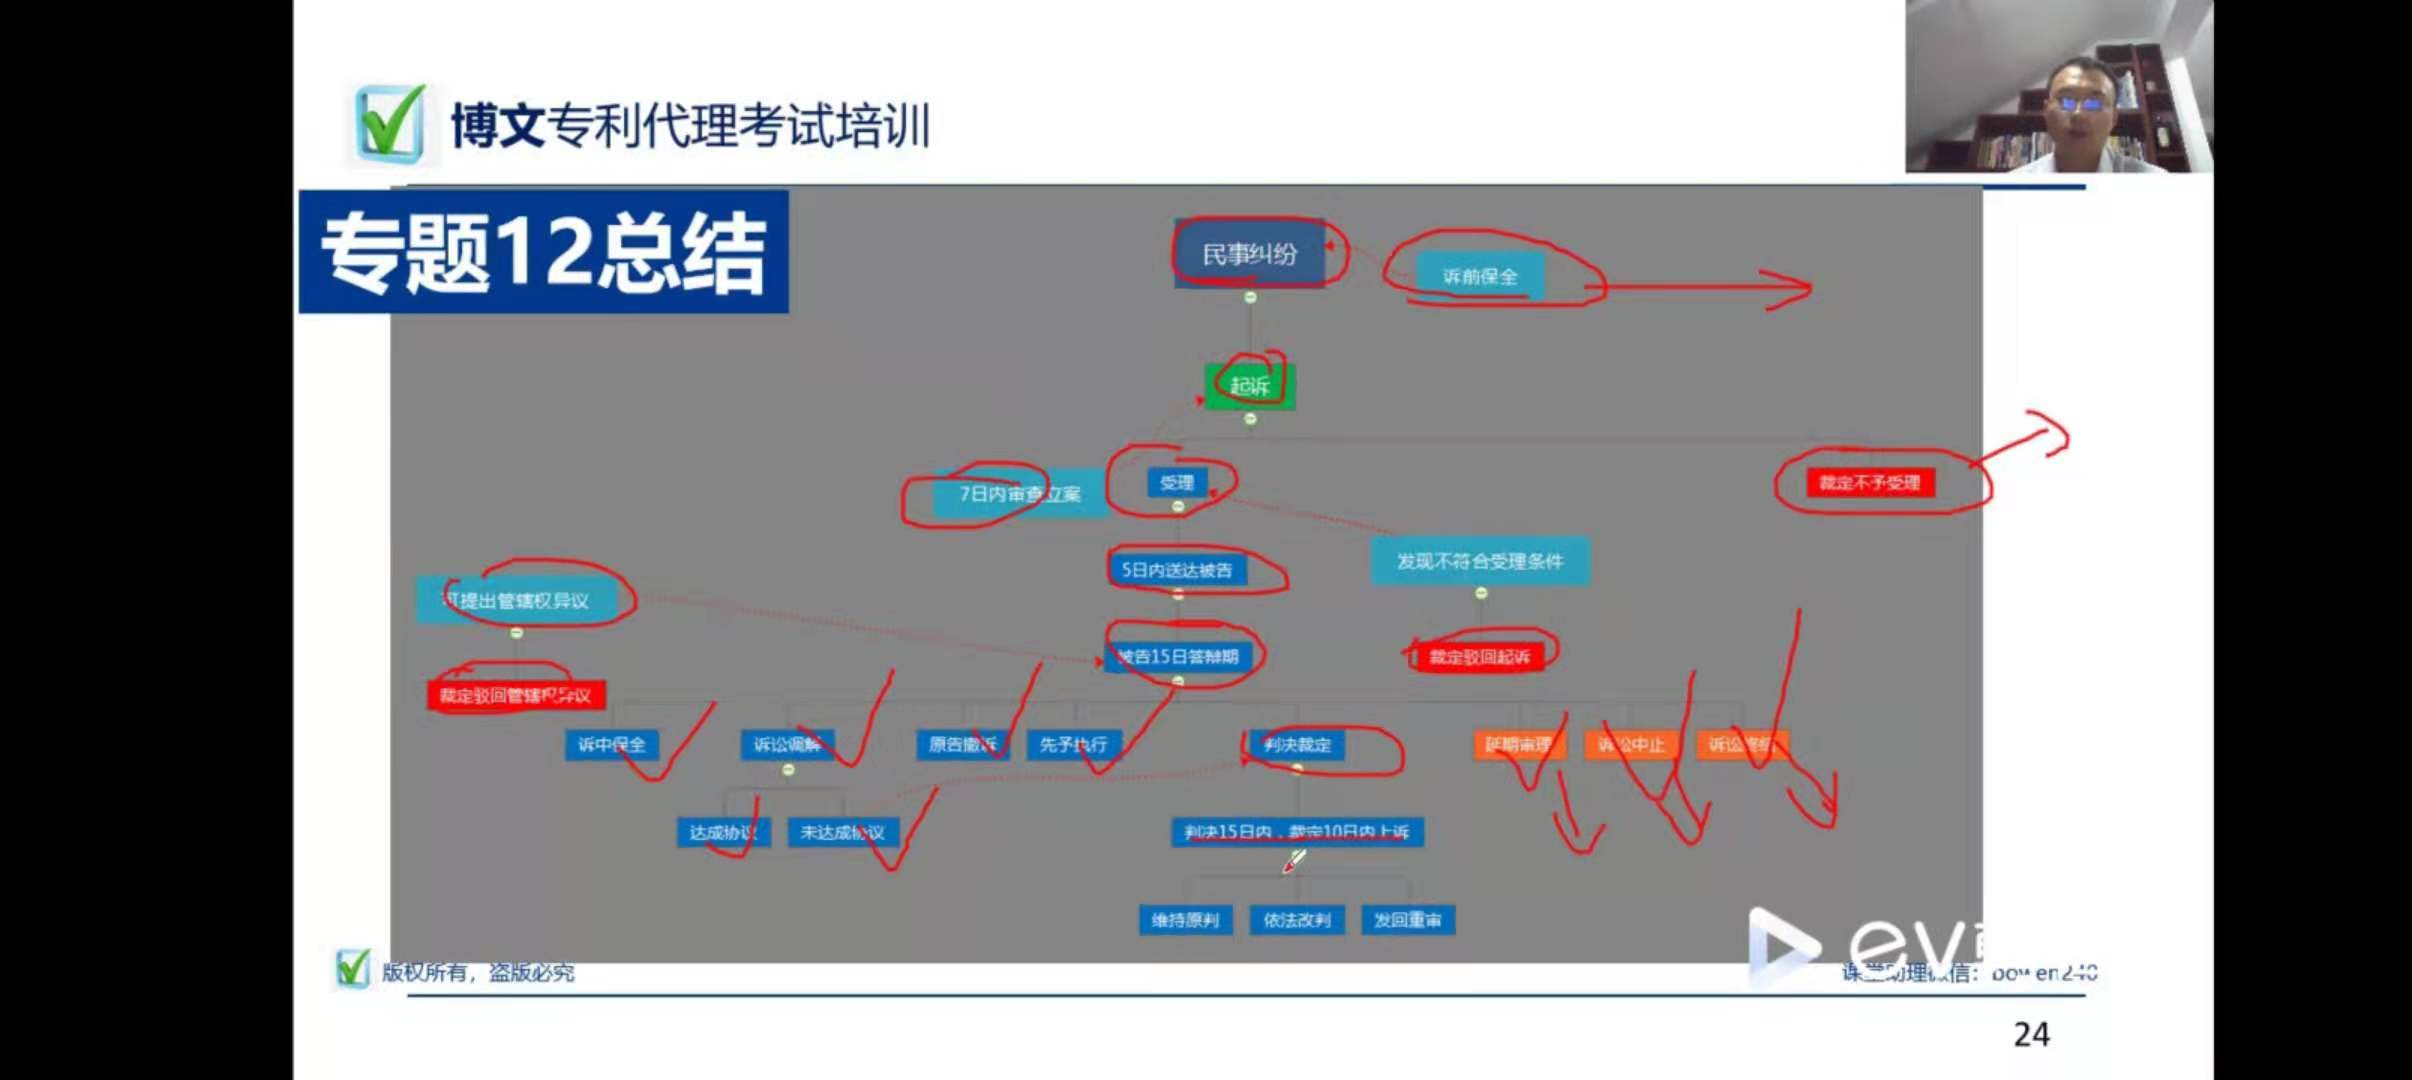 博文专利代理考试培训
专题12总结
民事纠纷
诉前保全
起诉
7日内审查立案
受理
裁定不予受理
5日内送达被告
发现不符合受理条件
可提出管辖权异议
被告15日答辩期
裁定驳回起诉
裁定驳回管辖权异议
诉中保全
诉讼调解
原告撤诉
先予执行
判决裁定
延期审理
诉讼中止
诉讼终结
达成协议
未达成协议
判决15日内，裁定10日内上诉
维持原判
依法改判
发回重审
ev
版权所有，盗版必究
课堂助理微信：bowen240
24